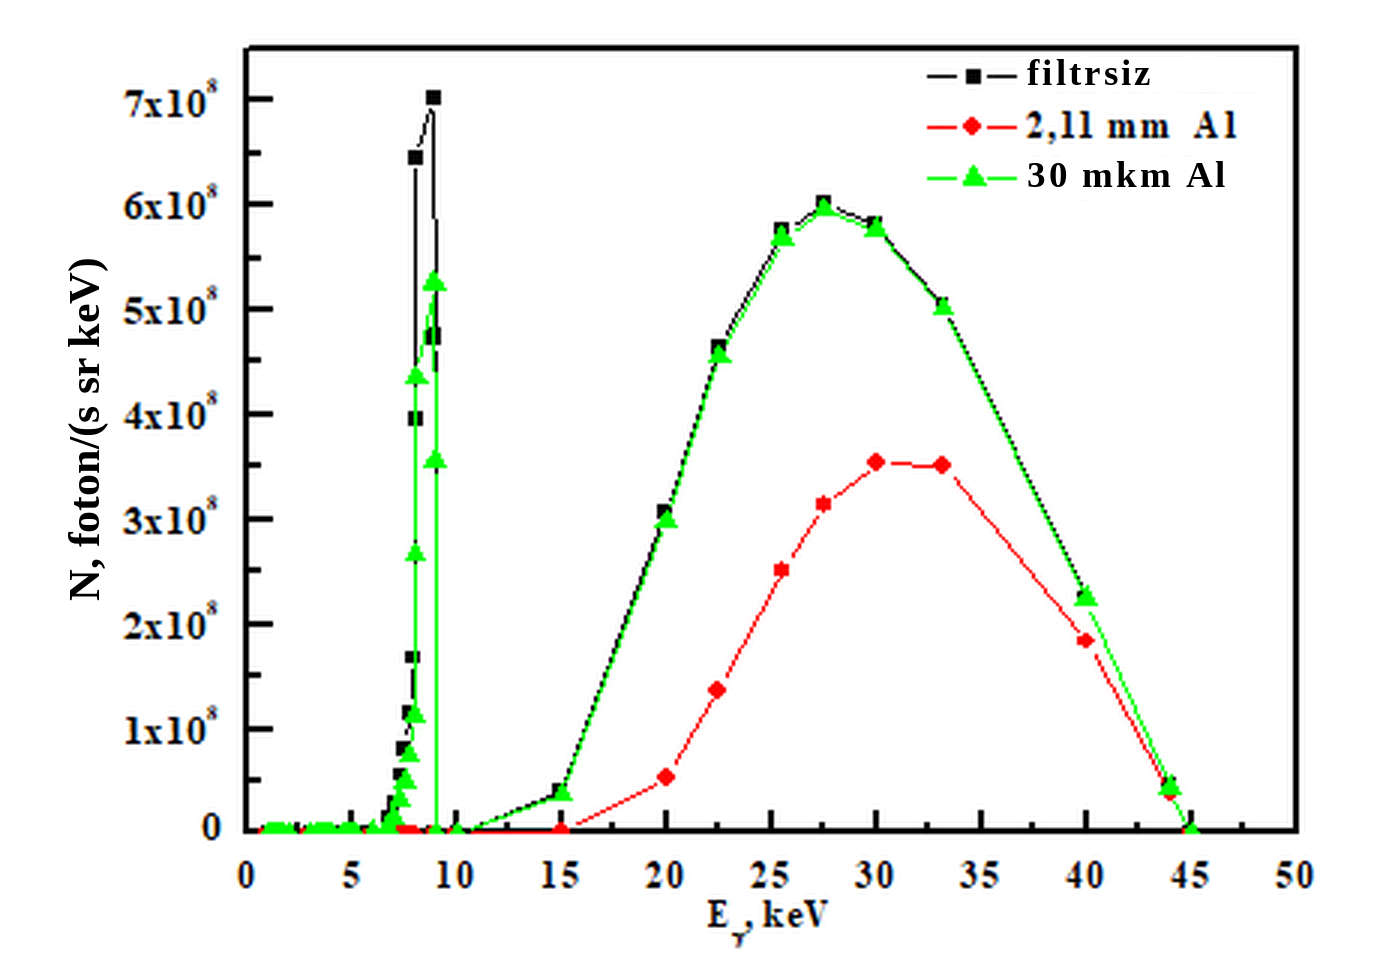 filtrsiz
2,11 mm Al
30 mkm Al
N, foton/(s sr keV)
7x10⁸
6x10⁸
5x10⁸
4x10⁸
3x10⁸
2x10⁸
1x10⁸
0
0 5 10 15 20 25 30 35 40 45 50
Eᵧ, keV